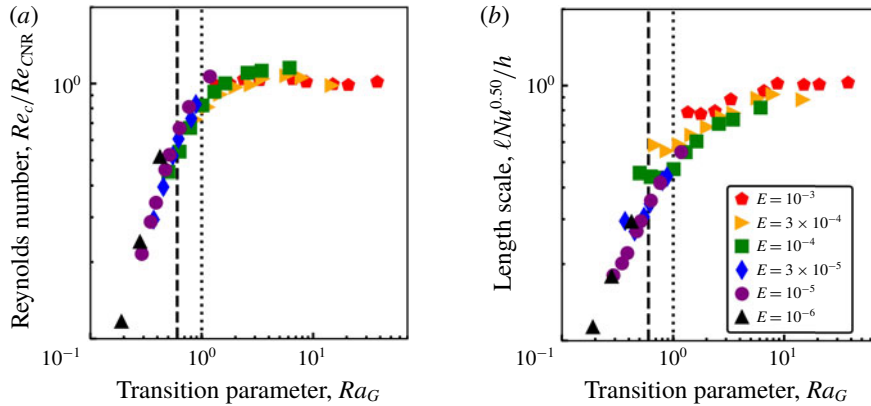 (a)
Reynolds number, Re_c/Re_CNR
10^0
10^−1
10^0
10^1
Transition parameter, Ra_G
(b)
Length scale, ℓNu^0.50/h
10^0
10^−1
10^0
10^1
Transition parameter, Ra_G
E = 10^−3
E = 3 × 10^−4
E = 10^−4
E = 3 × 10^−5
E = 10^−5
E = 10^−6